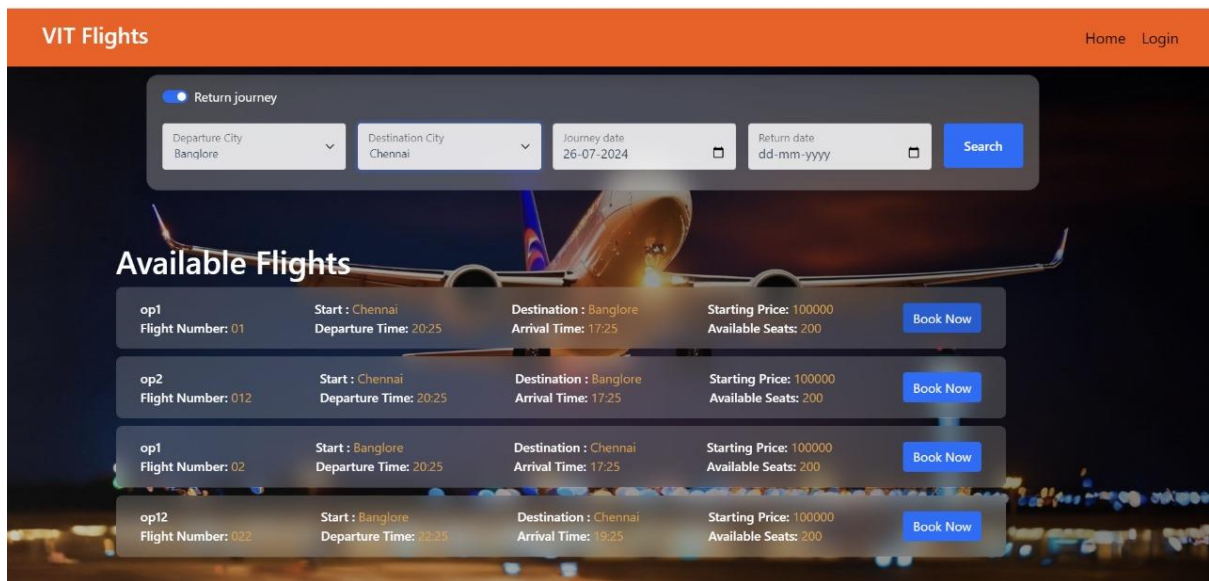 VIT Flights
Home Login
Return journey
Departure City
Banglore
Destination City
Chennai
Journey date
26-07-2024
Return date
dd-mm-yyyy
Search
Available Flights
op1
Flight Number: 01
Start : Chennai
Departure Time: 20:25
Destination : Banglore
Arrival Time: 17:25
Starting Price: 100000
Available Seats: 200
Book Now
op2
Flight Number: 012
Start : Chennai
Departure Time: 20:25
Destination : Banglore
Arrival Time: 17:25
Starting Price: 100000
Available Seats: 200
Book Now
op1
Flight Number: 02
Start : Banglore
Departure Time: 20:25
Destination : Chennai
Arrival Time: 17:25
Starting Price: 100000
Available Seats: 200
Book Now
op12
Flight Number: 022
Start : Banglore
Departure Time: 22:25
Destination : Chennai
Arrival Time: 19:25
Starting Price: 100000
Available Seats: 200
Book Now